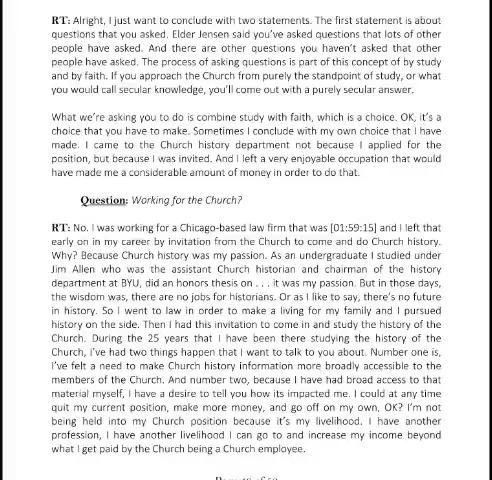 RT: Alright, I just want to conclude with two statements. The first statement is about
questions that you asked. Elder Jensen said you've asked questions that lots of other
people have asked. And there are other questions you haven't asked that other
people have asked. The process of asking questions is part of this concept of by study
and by faith. If you approach the Church from purely the standpoint of study, or what
you would call secular knowledge, you'll come out with a purely secular answer.
What we're asking you to do is combine study with faith, which is a choice. OK, it's a
choice that you have to make. Sometimes I conclude with my own choice that I have
made. I came to the Church history department not because I applied for the
position, but because I was invited. And I left a very enjoyable occupation that would
have made me a considerable amount of money in order to do that.
Question: Working for the Church?
RT: No. I was working for a Chicago-based law firm that was [01:59:15] and I left that
early on in my career by invitation from the Church to come and do Church history.
Why? Because Church history was my passion. As an undergraduate I studied under
Jim Allen who was the assistant Church historian and chairman of the history
department at BYU, did an honors thesis on . . . it was my passion. But in those days,
the wisdom was, there are no jobs for historians. Or as I like to say, there's no future
in history. So I went to law in order to make a living for my family and I pursued
history on the side. Then I had this invitation to come in and study the history of the
Church. During the 25 years that I have been there studying the history of the
Church, I've had two things happen that I want to talk to you about. Number one is,
I've felt a need to make Church history information more broadly accessible to the
members of the Church. And number two, because I have had broad access to that
material myself, I have a desire to tell you how its impacted me. I could at any time
quit my current position, make more money, and go off on my own, OK? I'm not
being held into my Church position because it's my livelihood. I have another
profession, I have another livelihood I can go to and increase my income beyond
what I get paid by the Church being a Church employee.